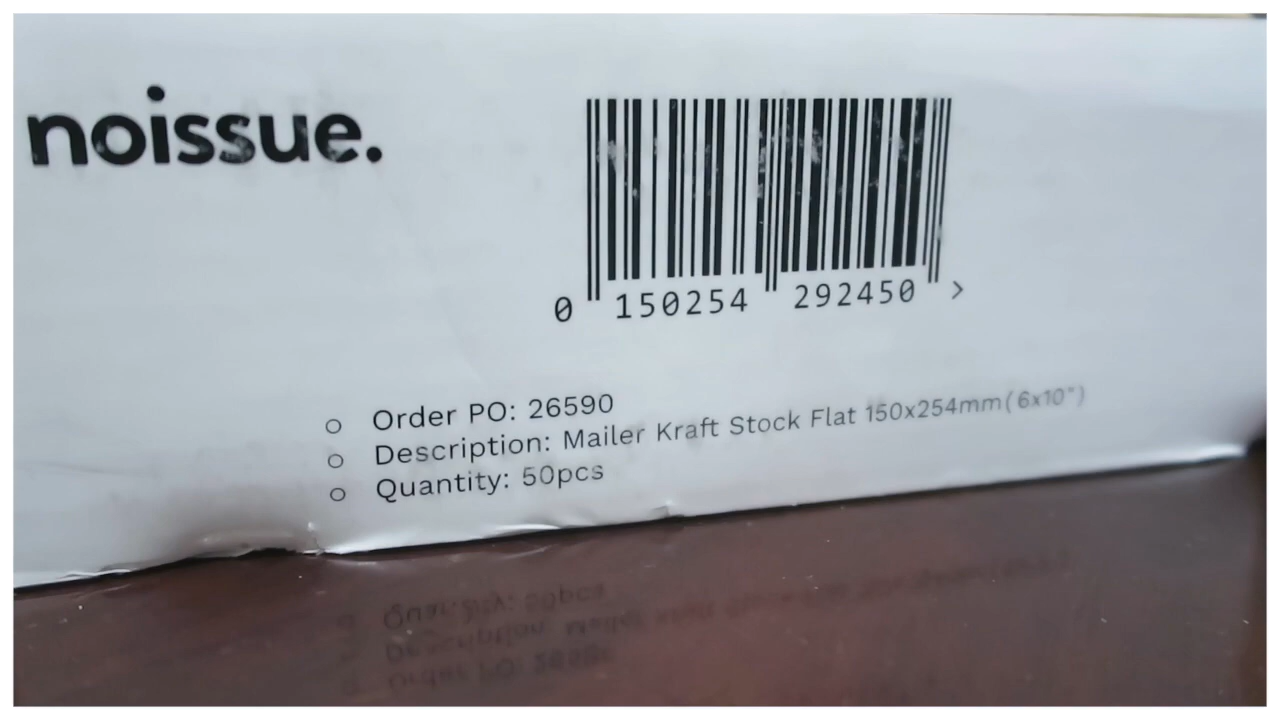 noissue.
0 150254 292450 >
Order PO: 26590
Description: Mailer Kraft Stock Flat 150x254mm(6x10")
Quantity: 50pcs